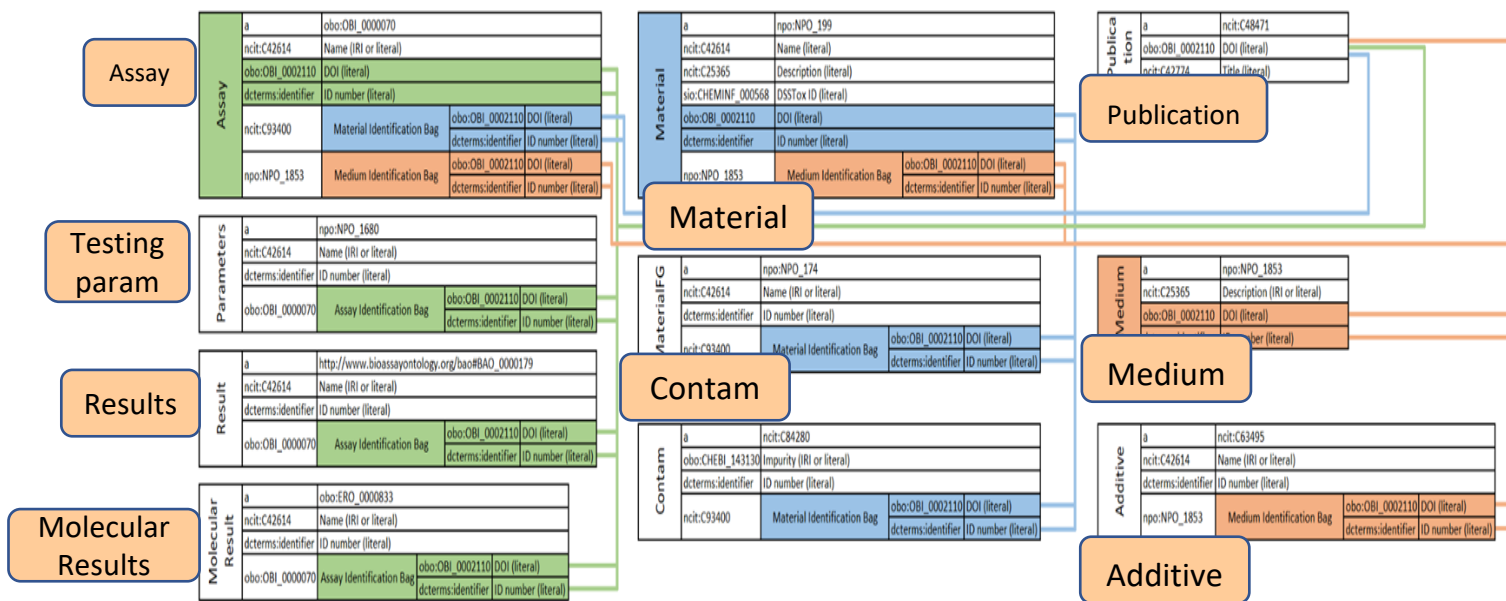 Assay
Assay
a obo:OBI_0000070
ncit:C42614 Name (IRI or literal)
obo:OBI_0002110 DOI (literal)
dcterms:identifier ID number (literal)
ncit:C93400 Material Identification Bag
obo:OBI_0002110 DOI (literal)
dcterms:identifier ID number (literal)
npo:NPO_1853 Medium Identification Bag
obo:OBI_0002110 DOI (literal)
dcterms:identifier ID number (literal)
Testing
param
Parameters
a npo:NPO_1680
ncit:C42614 Name (IRI or literal)
dcterms:identifier ID number (literal)
obo:OBI_0000070 Assay Identification Bag
obo:OBI_0002110 DOI (literal)
dcterms:identifier ID number (literal)
Results
Result
a http://www.bioassayontology.org/bao#BAO_0000179
ncit:C42614 Name (IRI or literal)
dcterms:identifier ID number (literal)
obo:OBI_0000070 Assay Identification Bag
obo:OBI_0002110 DOI (literal)
dcterms:identifier ID number (literal)
Molecular
Results
Molecular
Result
a obo:ERO_0000833
ncit:C42614 Name (IRI or literal)
dcterms:identifier ID number (literal)
obo:OBI_0000070 Assay Identification Bag
obo:OBI_0002110 DOI (literal)
dcterms:identifier ID number (literal)
Material
a npo:NPO_199
ncit:C42614 Name (literal)
ncit:C25365 Description (literal)
sio:CHEMINF_000568 DSSTox ID (literal)
obo:OBI_0002110 DOI (literal)
dcterms:identifier ID number (literal)
npo:NPO_1853 Medium Identification Bag
obo:OBI_0002110 DOI (literal)
dcterms:identifier ID number (literal)
Material
MaterialFG
a npo:NPO_174
ncit:C42614 Name (IRI or literal)
dcterms:identifier ID number (literal)
ncit:C93400 Material Identification Bag
obo:OBI_0002110 DOI (literal)
dcterms:identifier ID number (literal)
Contam
Contam
a ncit:C84280
obo:CHEBI_143130 Impurity (IRI or literal)
dcterms:identifier ID number (literal)
ncit:C93400 Material Identification Bag
obo:OBI_0002110 DOI (literal)
dcterms:identifier ID number (literal)
Publica
tion
a ncit:C48471
obo:OBI_0002110 DOI (literal)
ncit:C42774 Title (literal)
Publication
Medium
a npo:NPO_1853
ncit:C25365 Description (IRI or literal)
obo:OBI_0002110 DOI (literal)
(literal)
Medium
Additive
a ncit:C63495
ncit:C42614 Name (IRI or literal)
dcterms:identifier ID number (literal)
npo:NPO_1853 Medium Identification Bag
obo:OBI_0002110 DOI (literal)
dcterms:identifier ID number (literal)
Additive